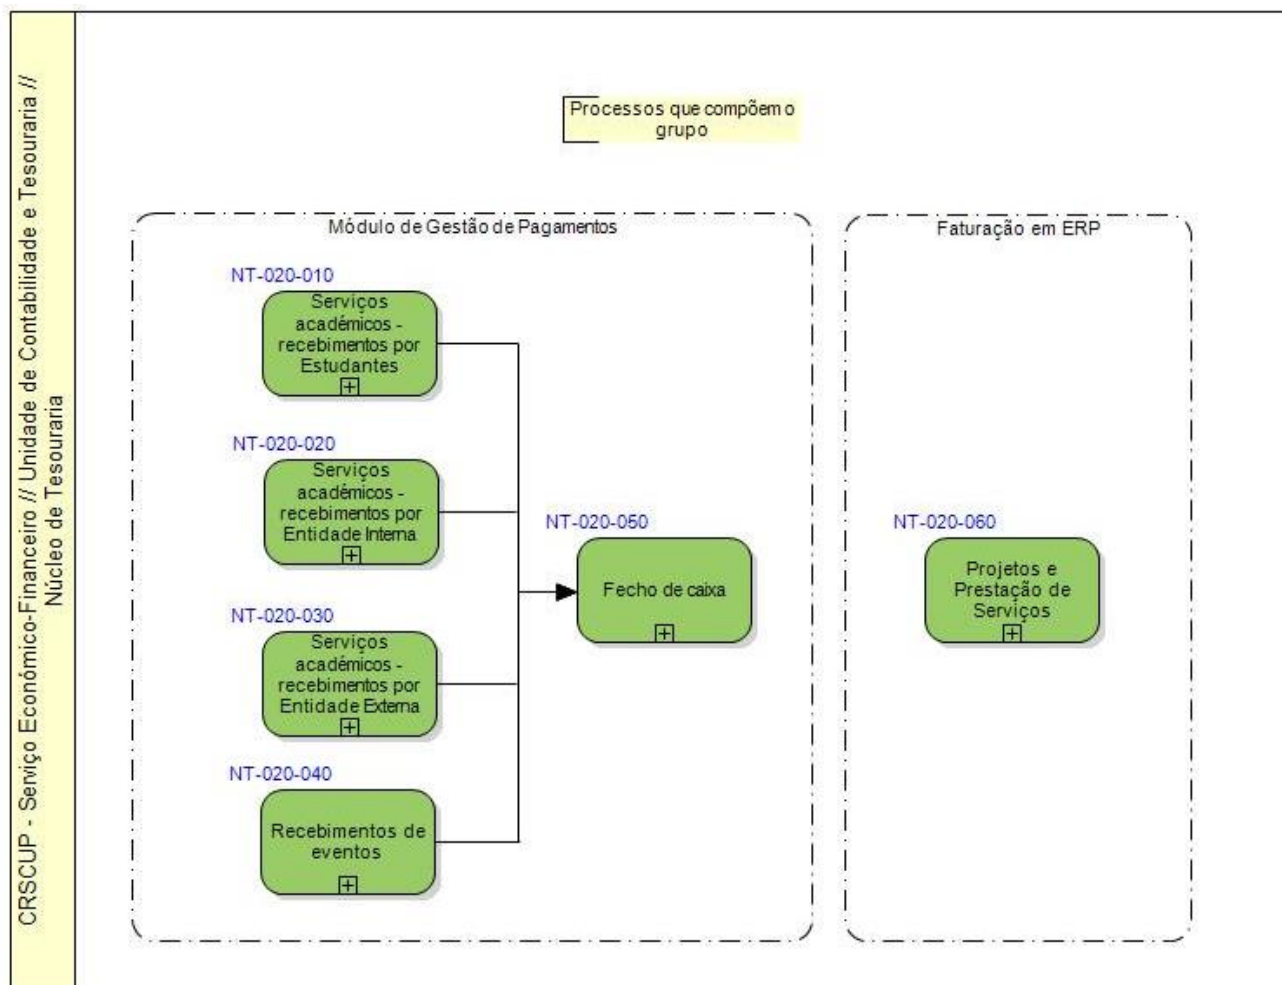 CRSCUP - Serviço Económico-Financeiro // Unidade de Contabilidade e Tesouraria //
Núcleo de Tesouraria
Processos que compõem o
grupo
Módulo de Gestão de Pagamentos
NT-020-010
Serviços
académicos -
recebimentos por
Estudantes
NT-020-020
Serviços
académicos -
recebimentos por
Entidade Interna
NT-020-030
Serviços
académicos -
recebimentos por
Entidade Externa
NT-020-040
Recebimentos de
eventos
NT-020-050
Fecho de caixa
Faturação em ERP
NT-020-060
Projetos e
Prestação de
Serviços